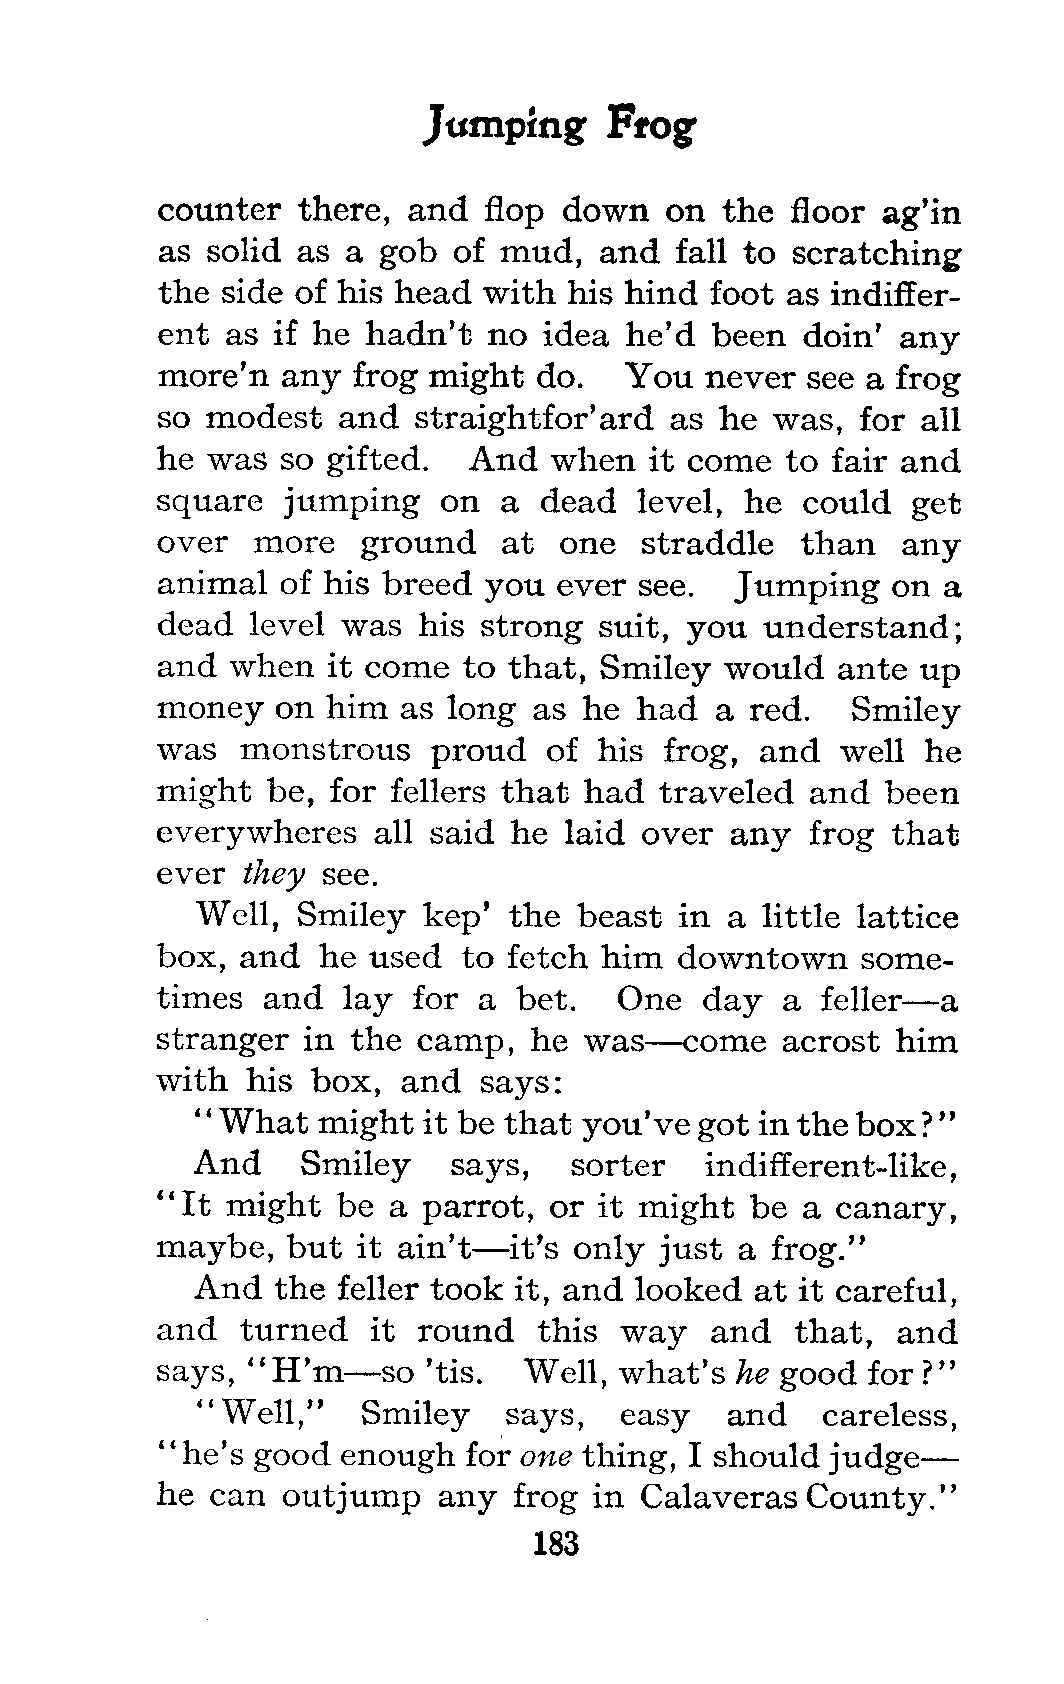 Jumping Frog
counter there, and flop down on the floor ag'in
as solid as a gob of mud, and fall to scratching
the side of his head with his hind foot as indiffer-
ent as if he hadn't no idea he'd been doin' any
more'n any frog might do. You never see a frog
so modest and straightfor'ard as he was, for all
he was so gifted. And when it come to fair and
square jumping on a dead level, he could get
over more ground at one straddle than any
animal of his breed you ever see. Jumping on a
dead level was his strong suit, you understand;
and when it come to that, Smiley would ante up
money on him as long as he had a red. Smiley
was monstrous proud of his frog, and well he
might be, for fellers that had traveled and been
everywheres all said he laid over any frog that
ever they see.
Well, Smiley kep' the beast in a little lattice
box, and he used to fetch him downtown some-
times and lay for a bet. One day a feller—a
stranger in the camp, he was—come acrost him
with his box, and says:
"What might it be that you've got in the box?"
And Smiley says, sorter indifferent-like,
"It might be a parrot, or it might be a canary,
maybe, but it ain't—it's only just a frog."
And the feller took it, and looked at it careful,
and turned it round this way and that, and
says, "H'm—so 'tis. Well, what's he good for?"
"Well," Smiley says, easy and careless,
"he's good enough for one thing, I should judge—
he can outjump any frog in Calaveras County."
183